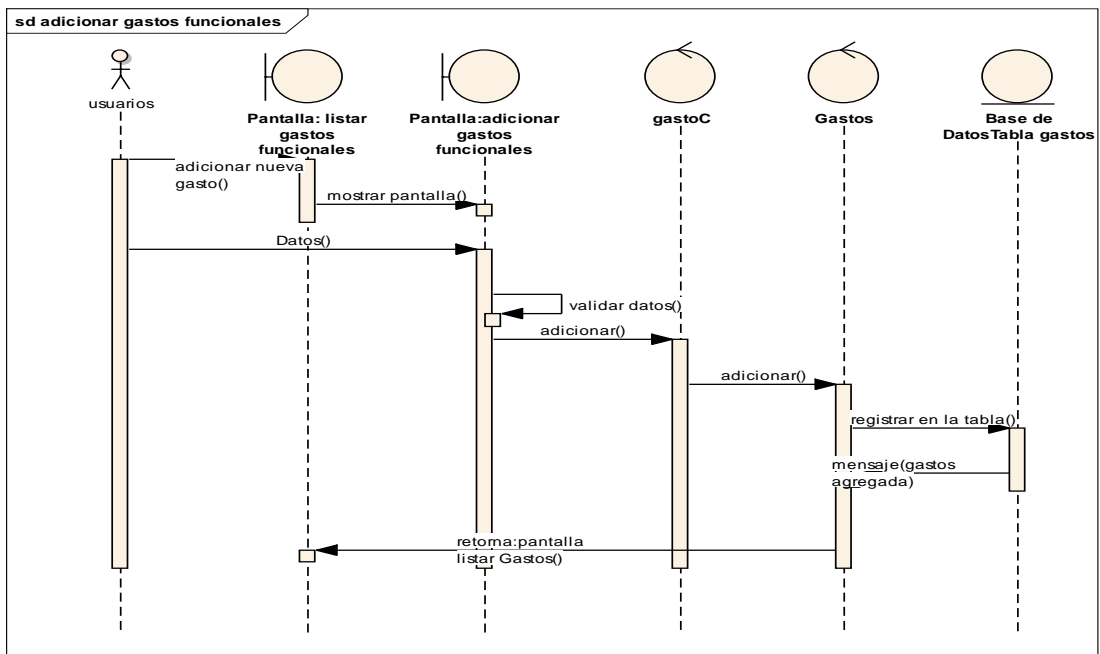 sd adicionar gastos funcionales
usuarios
Pantalla: listar
gastos
funcionales
Pantalla:adicionar
gastos
funcionales
gastoC
Gastos
Base de
DatosTabla gastos
adicionar nueva
gasto()
mostrar pantalla()
Datos()
validar datos()
adicionar()
adicionar()
registrar en la tabla()
mensaje(gastos
agregada)
retorna:pantalla
listar Gastos()